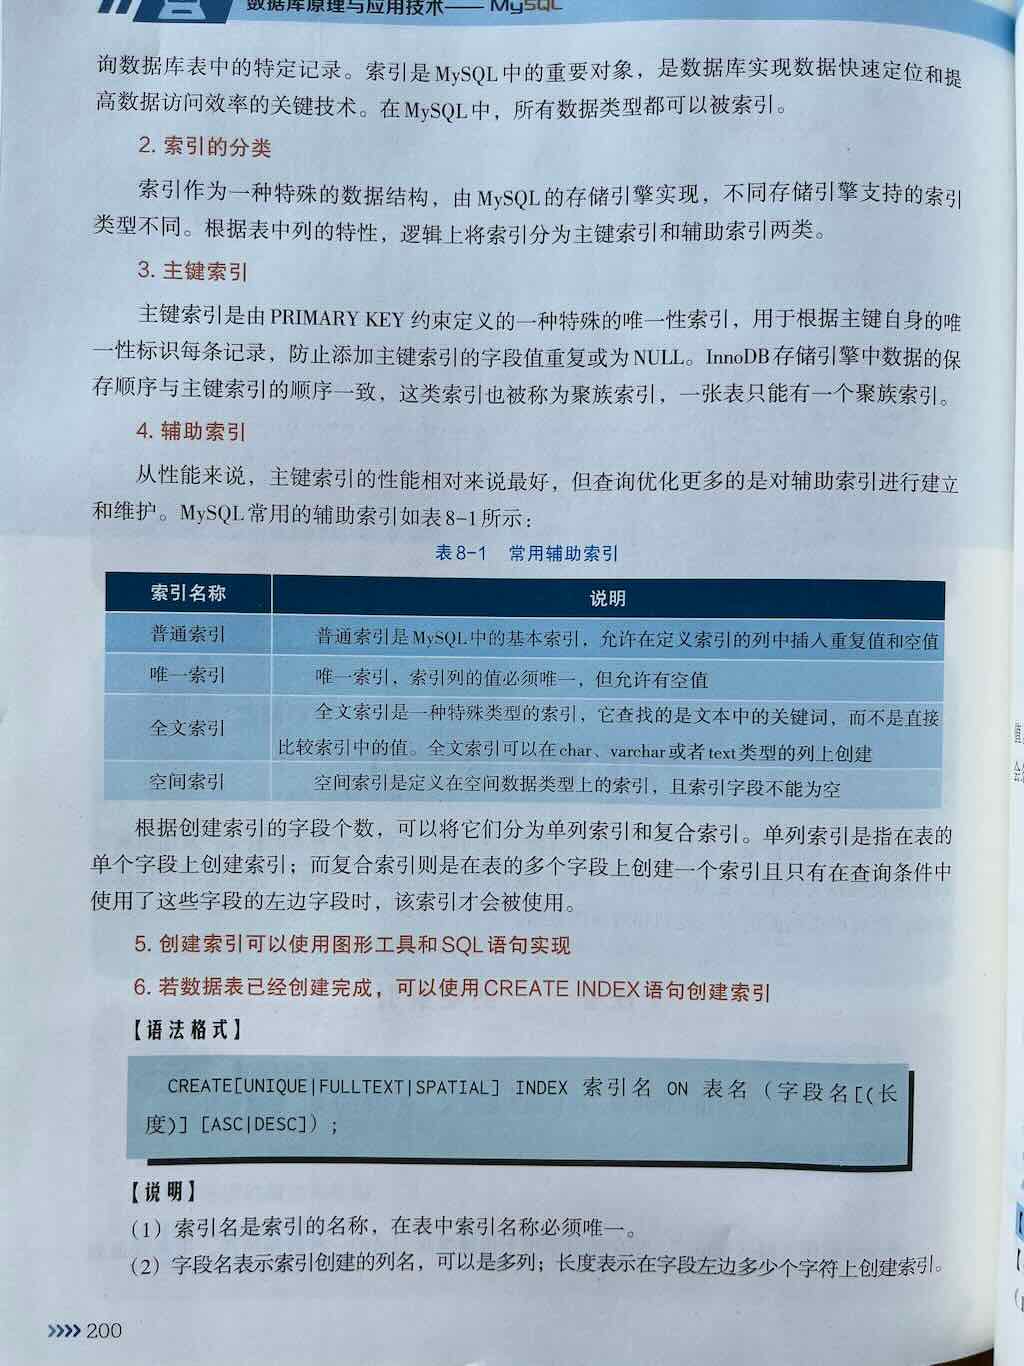 数据库原理与应用技术—— MySQL
询数据库表中的特定记录。索引是MySQL中的重要对象，是数据库实现数据快速定位和提
高数据访问效率的关键技术。在MySQL中，所有数据类型都可以被索引。
2. 索引的分类
索引作为一种特殊的数据结构，由MySQL的存储引擎实现，不同存储引擎支持的索引
类型不同。根据表中列的特性，逻辑上将索引分为主键索引和辅助索引两类。
3. 主键索引
主键索引是由PRIMARY KEY 约束定义的一种特殊的唯一性索引，用于根据主键自身的唯
一性标识每条记录，防止添加主键索引的字段值重复或为NULL。InnoDB存储引擎中数据的保
存顺序与主键索引的顺序一致，这类索引也被称为聚族索引，一张表只能有一个聚族索引。
4. 辅助索引
从性能来说，主键索引的性能相对来说最好，但查询优化更多的是对辅助索引进行建立
和维护。MySQL常用的辅助索引如表8-1所示：
表8-1 常用辅助索引
索引名称 说明
普通索引 普通索引是MySQL中的基本索引，允许在定义索引的列中插入重复值和空值
唯一索引 唯一索引，索引列的值必须唯一，但允许有空值
全文索引 全文索引是一种特殊类型的索引，它查找的是文本中的关键词，而不是直接
比较索引中的值。全文索引可以在char、varchar或者text类型的列上创建
空间索引 空间索引是定义在空间数据类型上的索引，且索引字段不能为空
根据创建索引的字段个数，可以将它们分为单列索引和复合索引。单列索引是指在表的
单个字段上创建索引；而复合索引则是在表的多个字段上创建一个索引且只有在查询条件中
使用了这些字段的左边字段时，该索引才会被使用。
5. 创建索引可以使用图形工具和SQL语句实现
6. 若数据表已经创建完成，可以使用CREATE INDEX语句创建索引
【语法格式】
CREATE[UNIQUE|FULLTEXT|SPATIAL] INDEX 索引名 ON 表名（字段名[(长
度)] [ASC|DESC]）;
【说明】
（1）索引名是索引的名称，在表中索引名称必须唯一。
（2）字段名表示索引创建的列名，可以是多列；长度表示在字段左边多少个字符上创建索引。
200